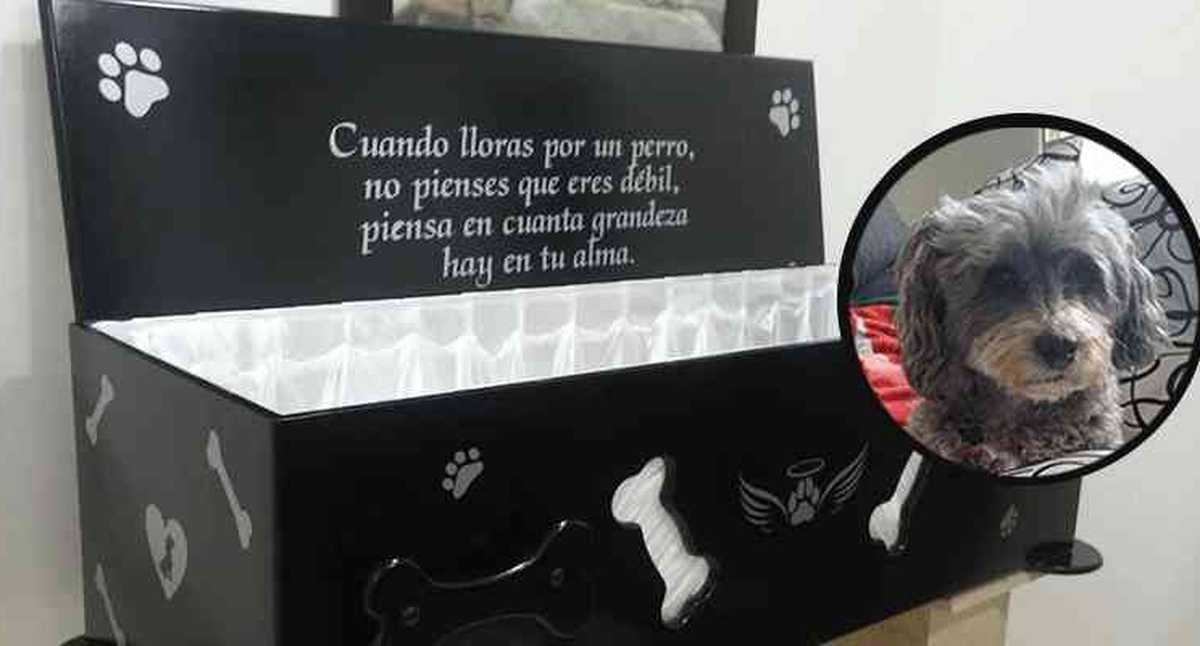 Cuando lloras por un perro,
no pienses que eres débil,
piensa en cuanta grandeza
hay en tu alma.